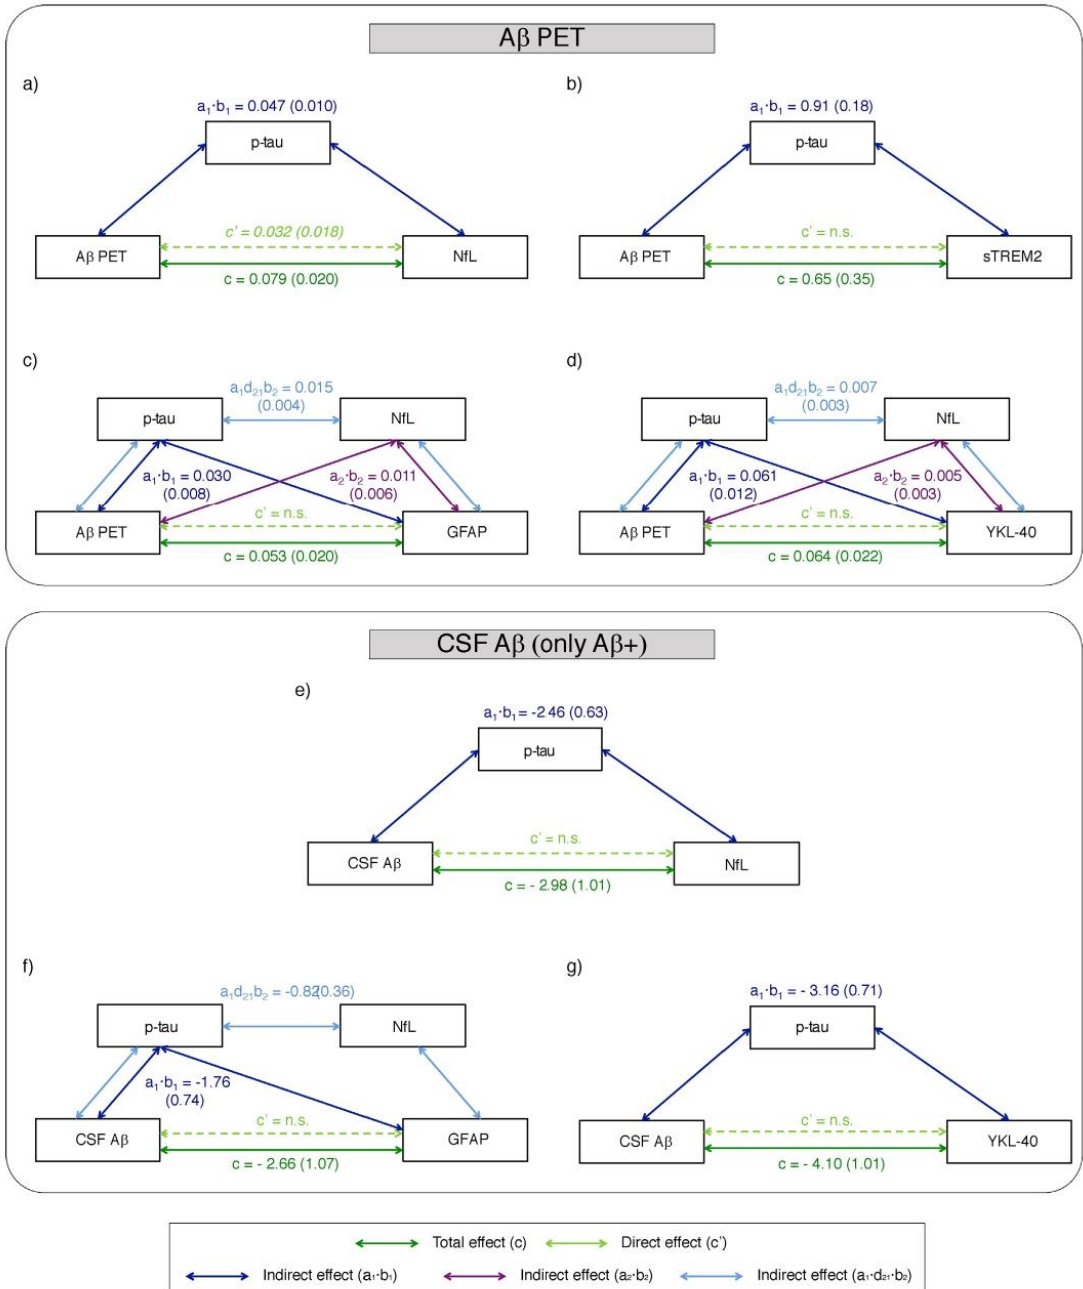 Aβ PET
a)
b)
a₁·b₁ = 0.047 (0.010)
a₁·b₁ = 0.91 (0.18)
p-tau
p-tau
c' = 0.032 (0.018)
c' = n.s.
Aβ PET
NfL
Aβ PET
sTREM2
c = 0.079 (0.020)
c = 0.65 (0.35)
c)
d)
a₁d₂₁b₂ = 0.015
(0.004)
a₁d₂₁b₂ = 0.007
(0.003)
p-tau
NfL
p-tau
NfL
a₁·b₁ = 0.030
(0.008)
a₂·b₂ = 0.011
(0.006)
a₁·b₁ = 0.061
(0.012)
a₂·b₂ = 0.005
(0.003)
c' = n.s.
c' = n.s.
Aβ PET
GFAP
Aβ PET
YKL-40
c = 0.053 (0.020)
c = 0.064 (0.022)
CSF Aβ (only Aβ+)
e)
a₁·b₁ = -2.46 (0.63)
p-tau
c' = n.s.
CSF Aβ
NfL
c = - 2.98 (1.01)
f)
g)
a₁d₂₁b₂ = -0.82(0.36)
a₁·b₁ = - 3.16 (0.71)
p-tau
NfL
p-tau
a₁·b₁ = -1.76
(0.74)
c' = n.s.
c' = n.s.
CSF Aβ
GFAP
CSF Aβ
YKL-40
c = - 2.66 (1.07)
c = - 4.10 (1.01)
Total effect (c)
Direct effect (c')
Indirect effect (a₁·b₁)
Indirect effect (a₂·b₂)
Indirect effect (a₁·d₂₁·b₂)